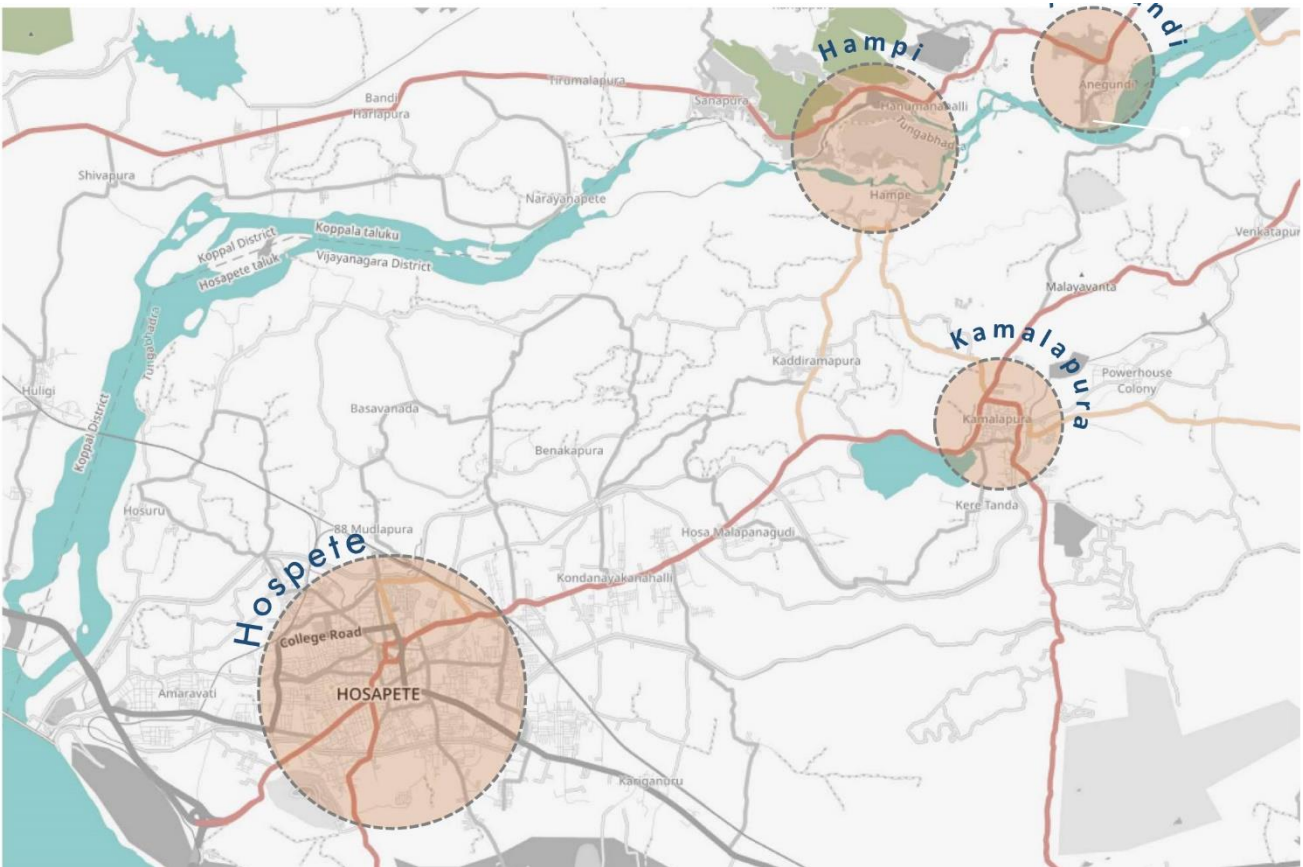 Hampi
Tirumalapura
Sanapura
Bandi
Hariapura
Hanumanahalli
Anegundi
Tungabhadra
Shivapura
Narayanapete
Hampe
Koppal District
Koppala taluku
Venkatapur
Hosapete taluk
Vijayanagara District
Malayavanta
Tungabhadra
Kamalapura
Kaddiramapura
Powerhouse
Colony
Huligi
Basavanada
Kamalapura
Koppal District
Benakapura
Hosuru
Kere Tanda
88 Mudlapura
Hosa Malapanagudi
Hospete
Kondanayakanahalli
College Road
Amaravati
HOSAPETE
Kariganuru